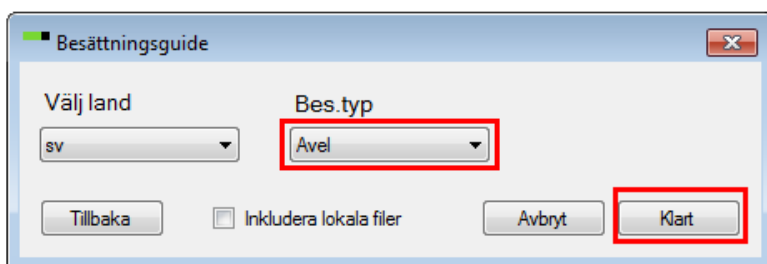 Besättningsguide
Välj land Bes.typ
sv Avel
Tillbaka Inkludera lokala filer Avbryt Klart